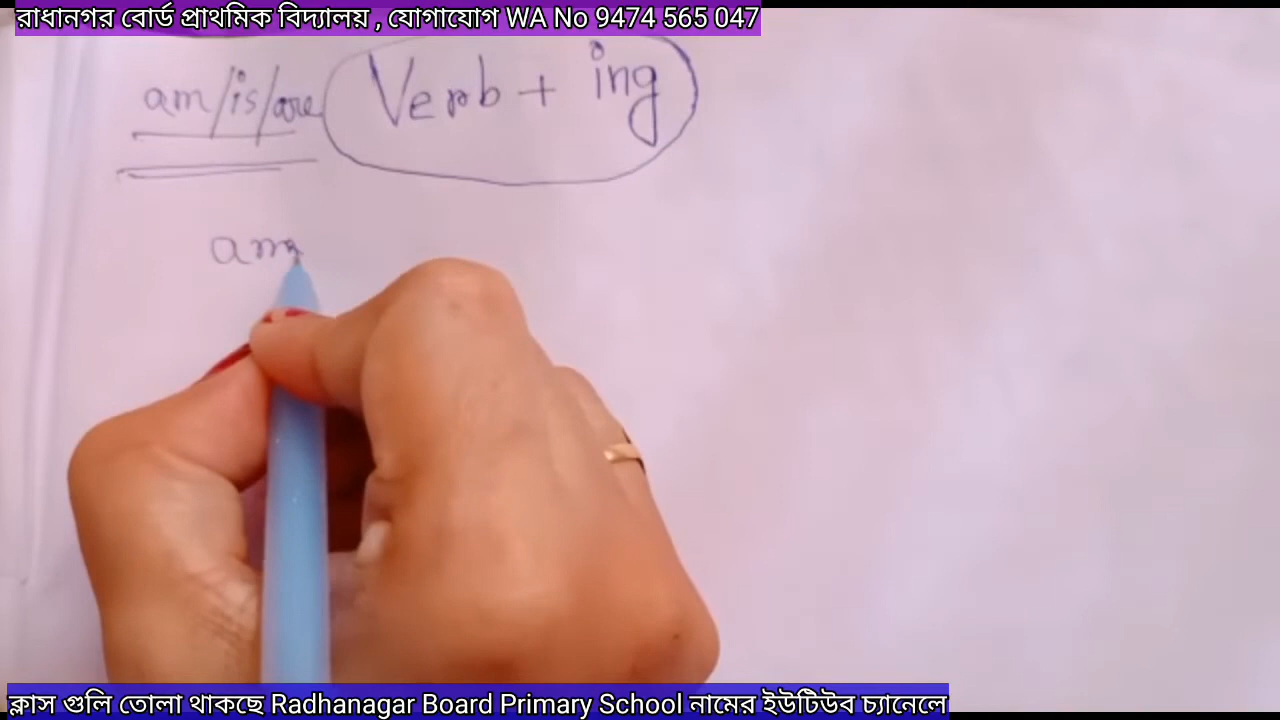 রাধানগর বোর্ড প্রাথমিক বিদ্যালয় , যোগাযোগ WA No 9474 565 047
am/is/are Verb + ing
am
ক্লাস গুলি তোলা থাকছে Radhanagar Board Primary School নামের ইউটিউব চ্যানেলে